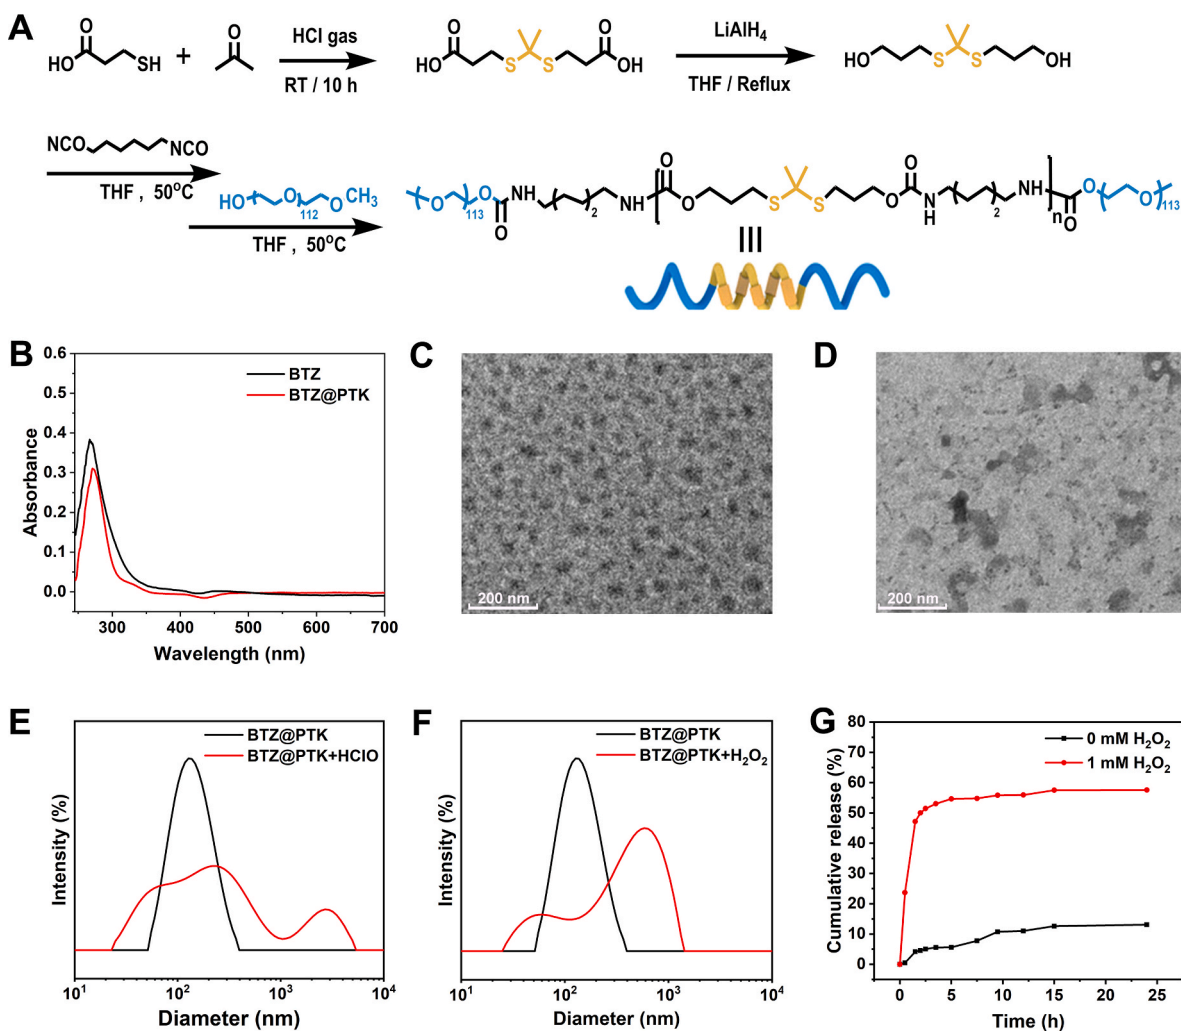 A
O
HO
SH
+
O
HCl gas
RT / 10 h
O
HO
S
S
O
OH
LiAlH₄
THF / Reflux
HO
S
S
OH
NCO
NCO
THF , 50°C
HO
O
112
O
CH₃
THF , 50°C
O
113
O
O
NH
2
NH
O
O
S
S
O
O
N
H
2
NH
n
O
O
O
113
B
BTZ
BTZ@PTK
Absorbance
0.6
0.5
0.4
0.3
0.2
0.1
0.0
300 400 500 600 700
Wavelength (nm)
C
200 nm
D
200 nm
E
BTZ@PTK
BTZ@PTK+HClO
Intensity (%)
10¹ 10² 10³ 10⁴
Diameter (nm)
F
BTZ@PTK
BTZ@PTK+H₂O₂
Intensity (%)
10¹ 10² 10³ 10⁴
Diameter (nm)
G
0 mM H₂O₂
1 mM H₂O₂
Cumulative release (%)
80
70
60
50
40
30
20
10
0
0 5 10 15 20 25
Time (h)